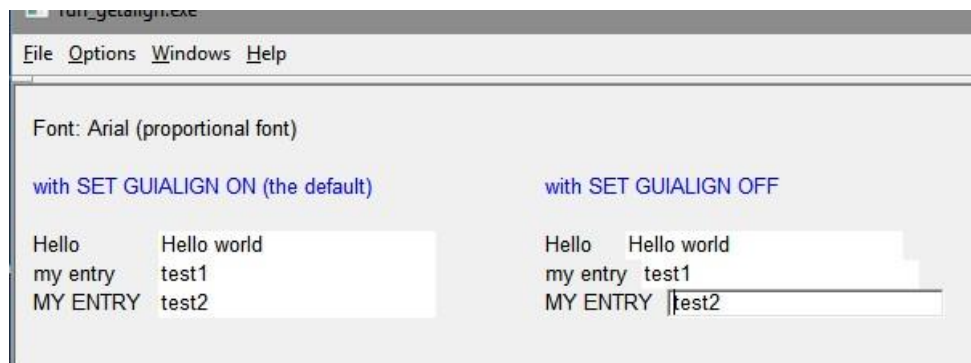 File Options Windows Help
Font: Arial (proportional font)
with SET GUIALIGN ON (the default) with SET GUIALIGN OFF
Hello Hello world Hello Hello world
my entry test1 my entry test1
MY ENTRY test2 MY ENTRY test2